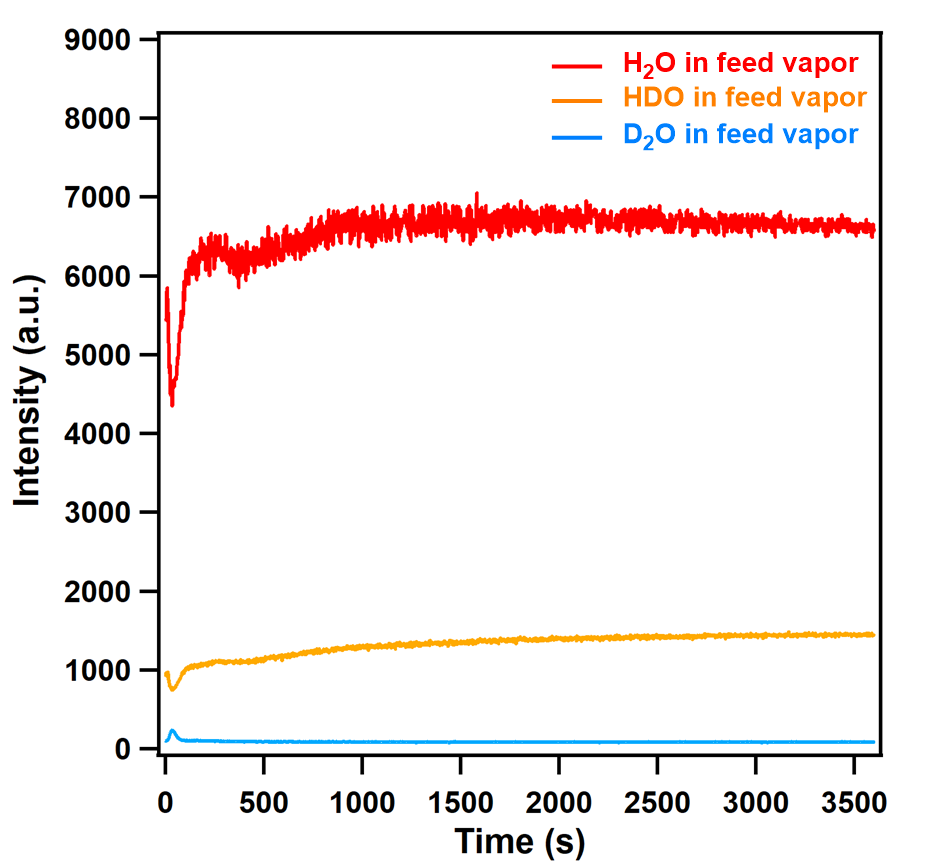 9000
8000
7000
6000
5000
4000
3000
2000
1000
0
Intensity (a.u.)
H₂O in feed vapor
HDO in feed vapor
D₂O in feed vapor
0 500 1000 1500 2000 2500 3000 3500
Time (s)